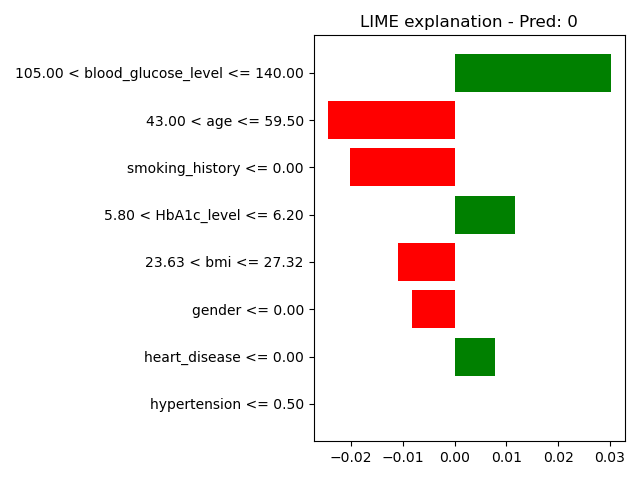 LIME explanation - Pred: 0
105.00 < blood_glucose_level <= 140.00
43.00 < age <= 59.50
smoking_history <= 0.00
5.80 < HbA1c_level <= 6.20
23.63 < bmi <= 27.32
gender <= 0.00
heart_disease <= 0.00
hypertension <= 0.50
−0.02 −0.01 0.00 0.01 0.02 0.03